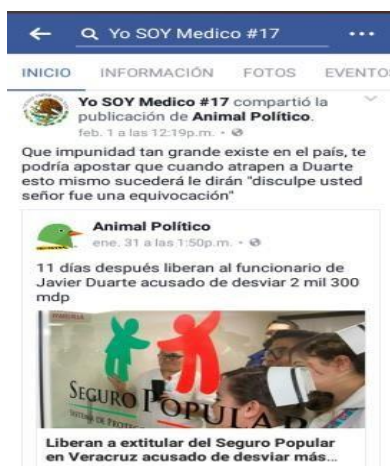 Yo SOY Medico #17
INICIO INFORMACIÓN FOTOS EVENTO
Yo SOY Medico #17 compartió la
publicación de Animal Político.
feb. 1 a las 12:19p.m.
Que impunidad tan grande existe en el país, te
podría apostar que cuando atrapen a Duarte
esto mismo sucederá le dirán "disculpe usted
señor fue una equivocación"
Animal Político
ene. 31 a las 1:50p.m.
11 días después liberan al funcionario de
Javier Duarte acusado de desviar 2 mil 300
mdp
SEGURO POPULAR
Liberan a extitular del Seguro Popular
en Veracruz acusado de desviar más...